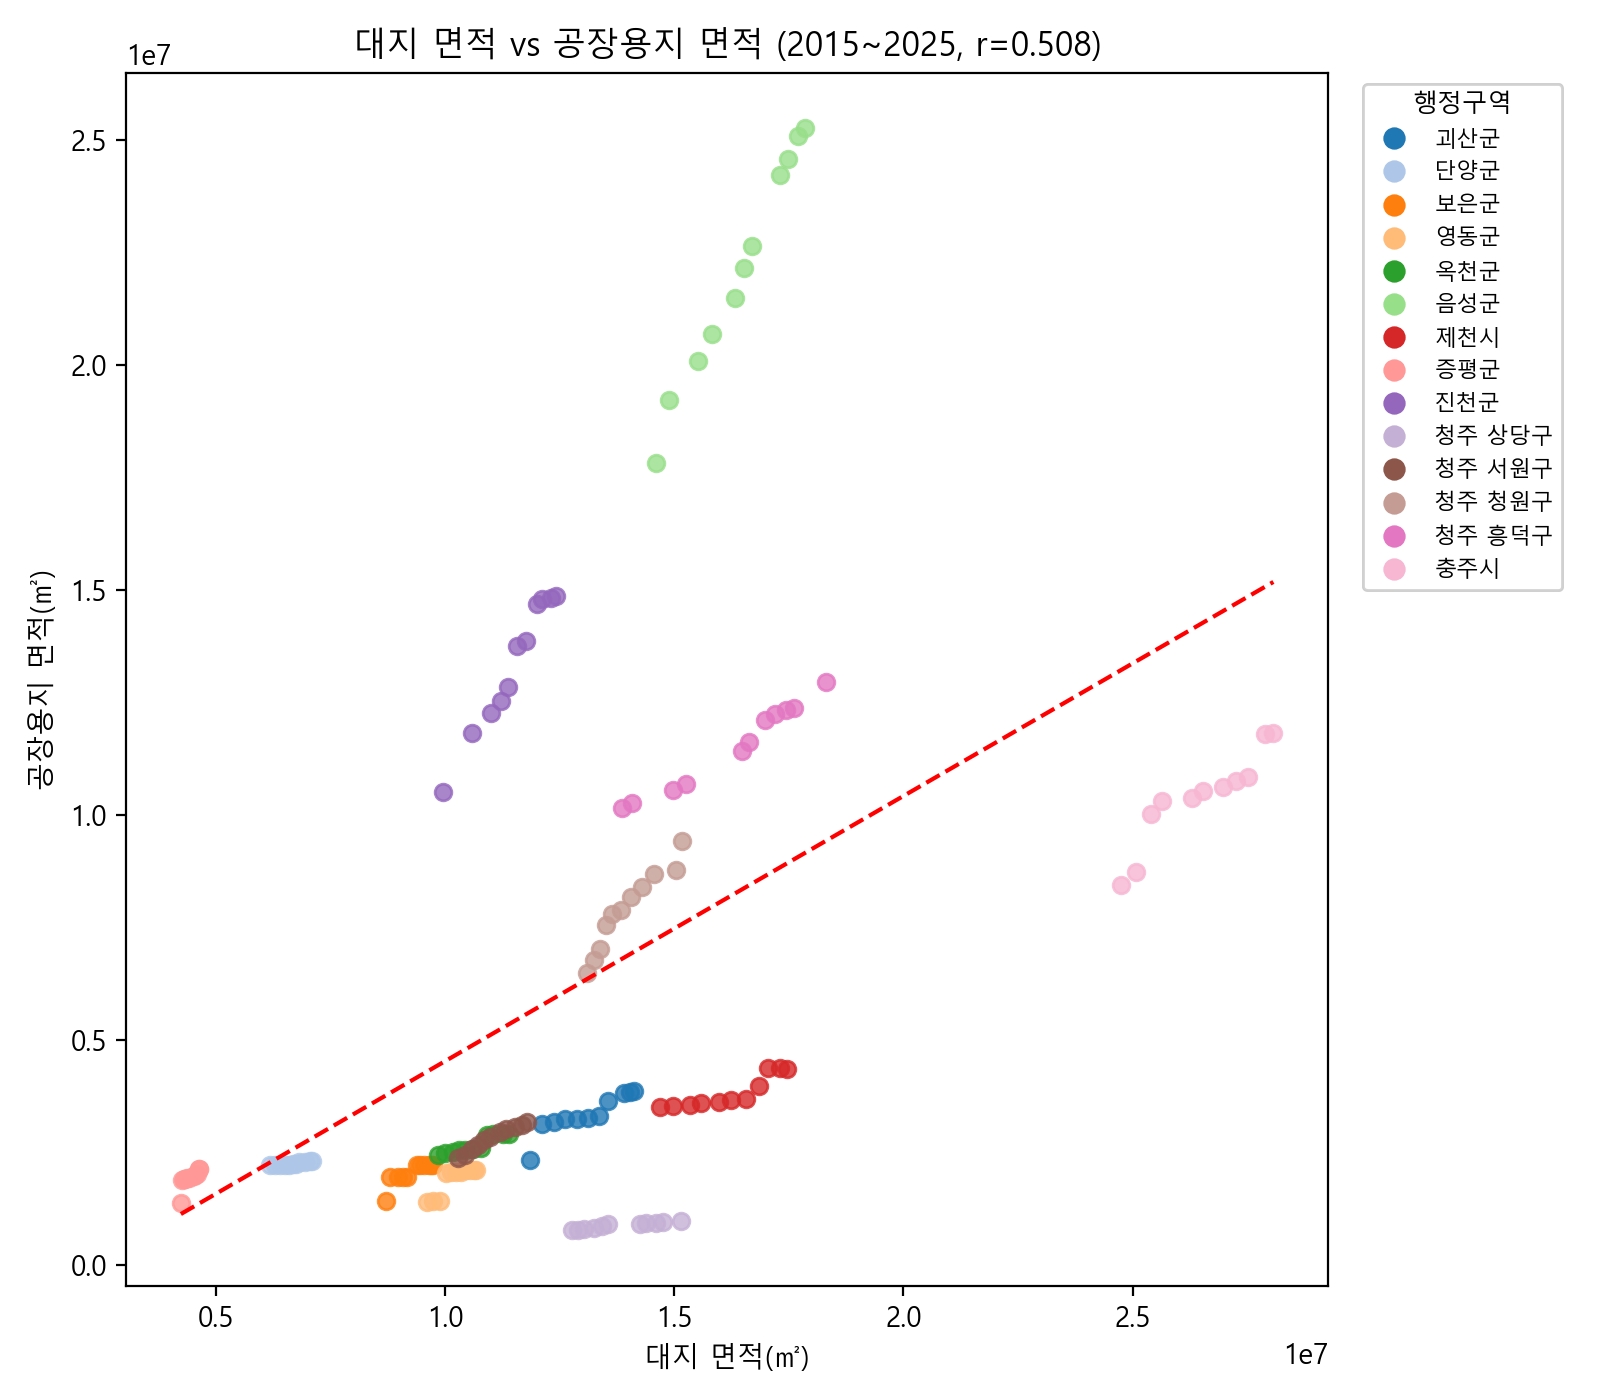 대지 면적 vs 공장용지 면적 (2015~2025, r=0.508)
1e7
2.5
2.0
1.5
1.0
0.5
0.0
공장용지 면적(㎡)
0.5
1.0
1.5
2.0
2.5
1e7
대지 면적(㎡)
행정구역
괴산군
단양군
보은군
영동군
옥천군
음성군
제천시
증평군
진천군
청주 상당구
청주 서원구
청주 청원구
청주 흥덕구
충주시